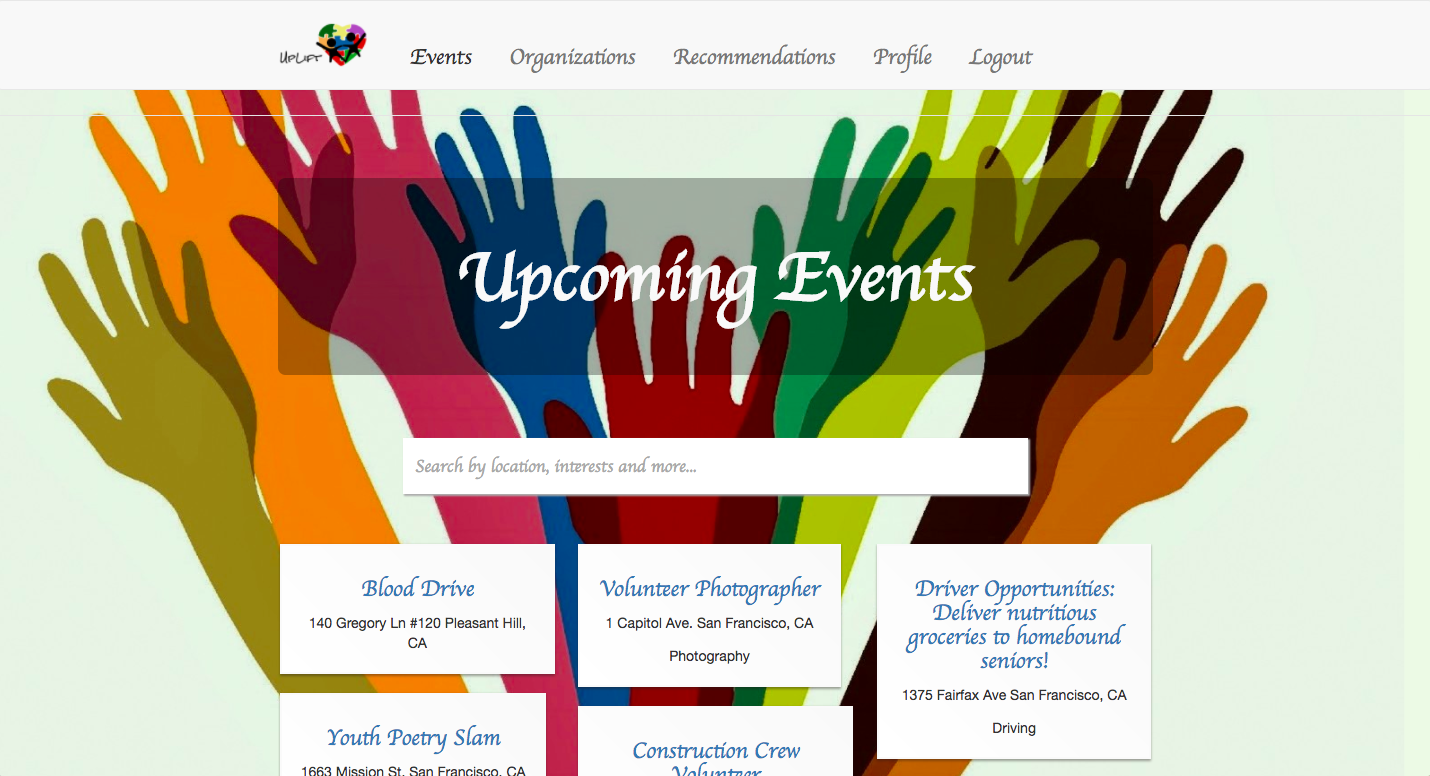 UpLift
Events
Organizations
Recommendations
Profile
Logout
Upcoming Events
Search by location, interests and more...
Blood Drive
140 Gregory Ln #120 Pleasant Hill,
CA
Volunteer Photographer
1 Capitol Ave. San Francisco, CA
Photography
Driver Opportunities:
Deliver nutritious
groceries to homebound
seniors!
1375 Fairfax Ave San Francisco, CA
Driving
Youth Poetry Slam
1663 Mission St. San Francisco, CA
Construction Crew
Volunteer